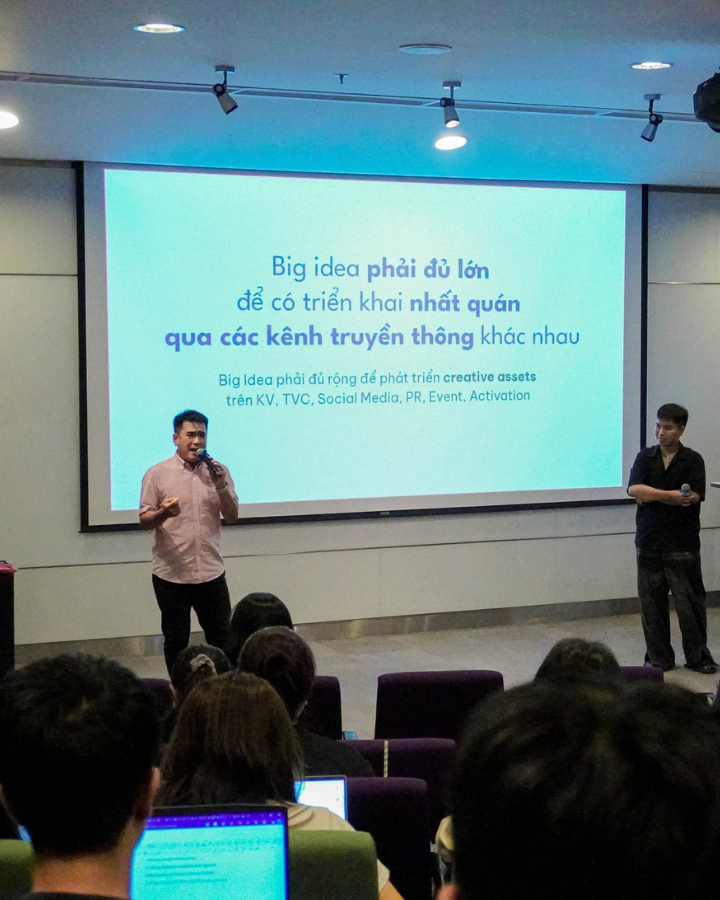 Big idea phải đủ lớn
để có triển khai nhất quán
qua các kênh truyền thông khác nhau
Big Idea phải đủ rộng để phát triển creative assets
trên KV, TVC, Social Media, PR, Event, Activation